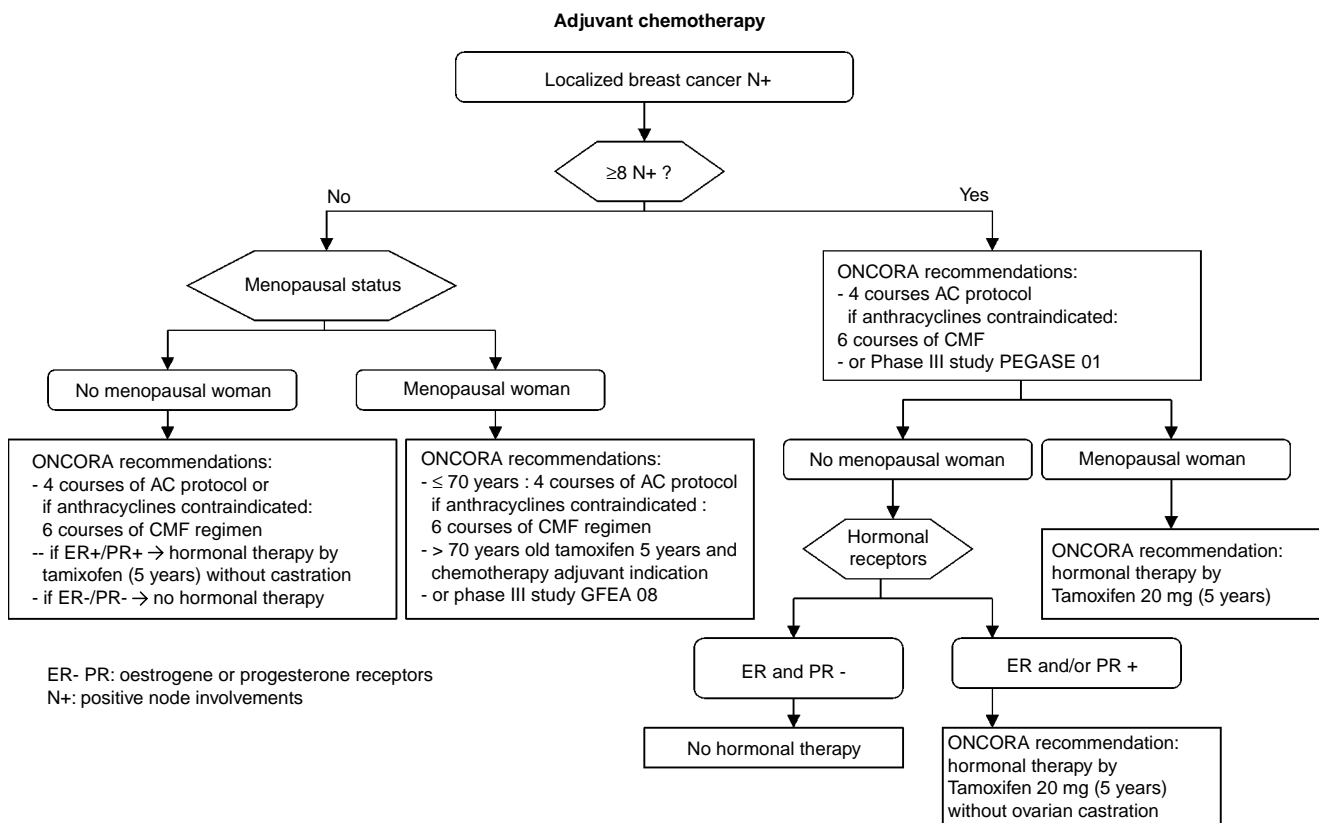 Adjuvant chemotherapy
Localized breast cancer N+
≥8 N+ ?
No
Yes
Menopausal status
ONCORA recommendations:
- 4 courses AC protocol
if anthracyclines contraindicated:
6 courses of CMF
- or Phase III study PEGASE 01
No menopausal woman
Menopausal woman
ONCORA recommendations:
- 4 courses of AC protocol or
if anthracyclines contraindicated:
6 courses of CMF regimen
-- if ER+/PR+ → hormonal therapy by
tamixofen (5 years) without castration
- if ER-/PR- → no hormonal therapy
ONCORA recommendations:
- ≤ 70 years : 4 courses of AC protocol
if anthracyclines contraindicated :
6 courses of CMF regimen
- > 70 years old tamoxifen 5 years and
chemotherapy adjuvant indication
- or phase III study GFEA 08
No menopausal woman
Menopausal woman
Hormonal
receptors
ONCORA recommendation:
hormonal therapy by
Tamoxifen 20 mg (5 years)
ER and PR -
ER and/or PR +
No hormonal therapy
ONCORA recommendation:
hormonal therapy by
Tamoxifen 20 mg (5 years)
without ovarian castration
ER- PR: oestrogene or progesterone receptors
N+: positive node involvements